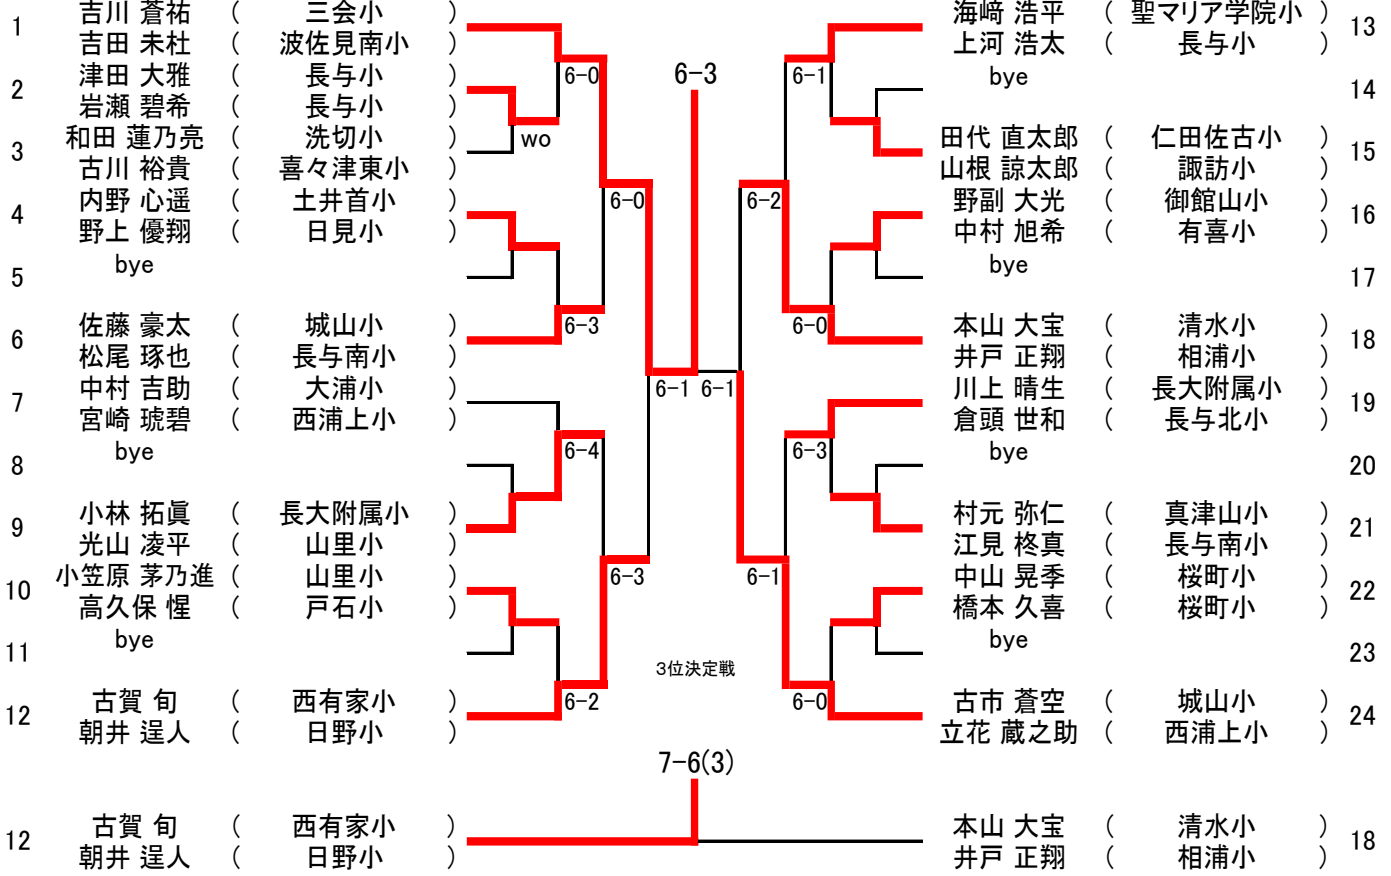 1 吉川 蒼祐 ( 三会小 )
吉田 未杜 ( 波佐見南小 )
2 津田 大雅 ( 長与小 )
岩瀬 碧希 ( 長与小 )
3 和田 蓮乃亮 ( 洗切小 )
古川 裕貴 ( 喜々津東小 )
4 内野 心遥 ( 土井首小 )
野上 優翔 ( 日見小 )
5 bye
6 佐藤 豪太 ( 城山小 )
松尾 琢也 ( 長与南小 )
7 中村 吉助 ( 大浦小 )
宮崎 琥碧 ( 西浦上小 )
8 bye
9 小林 拓眞 ( 長大附属小 )
光山 凌平 ( 山里小 )
10 小笠原 茅乃進 ( 山里小 )
高久保 惺 ( 戸石小 )
11 bye
12 古賀 旬 ( 西有家小 )
朝井 逞人 ( 日野小 )
6-0
wo
6-0
6-3
6-4
6-3
6-2
6-3
6-1 6-1
6-1
6-2
6-0
6-3
6-1
6-0
海﨑 浩平 ( 聖マリア学院小 ) 13
上河 浩太 ( 長与小 )
bye 14
田代 直太郎 ( 仁田佐古小 ) 15
山根 諒太郎 ( 諏訪小 )
野副 大光 ( 御館山小 ) 16
中村 旭希 ( 有喜小 )
bye 17
本山 大宝 ( 清水小 ) 18
井戸 正翔 ( 相浦小 )
川上 晴生 ( 長大附属小 ) 19
倉頭 世和 ( 長与北小 )
bye 20
村元 弥仁 ( 真津山小 ) 21
江見 柊真 ( 長与南小 )
中山 晃季 ( 桜町小 ) 22
橋本 久喜 ( 桜町小 )
bye 23
古市 蒼空 ( 城山小 ) 24
立花 蔵之助 ( 西浦上小 )
3位決定戦
7-6(3)
12 古賀 旬 ( 西有家小 )
朝井 逞人 ( 日野小 )
本山 大宝 ( 清水小 ) 18
井戸 正翔 ( 相浦小 )